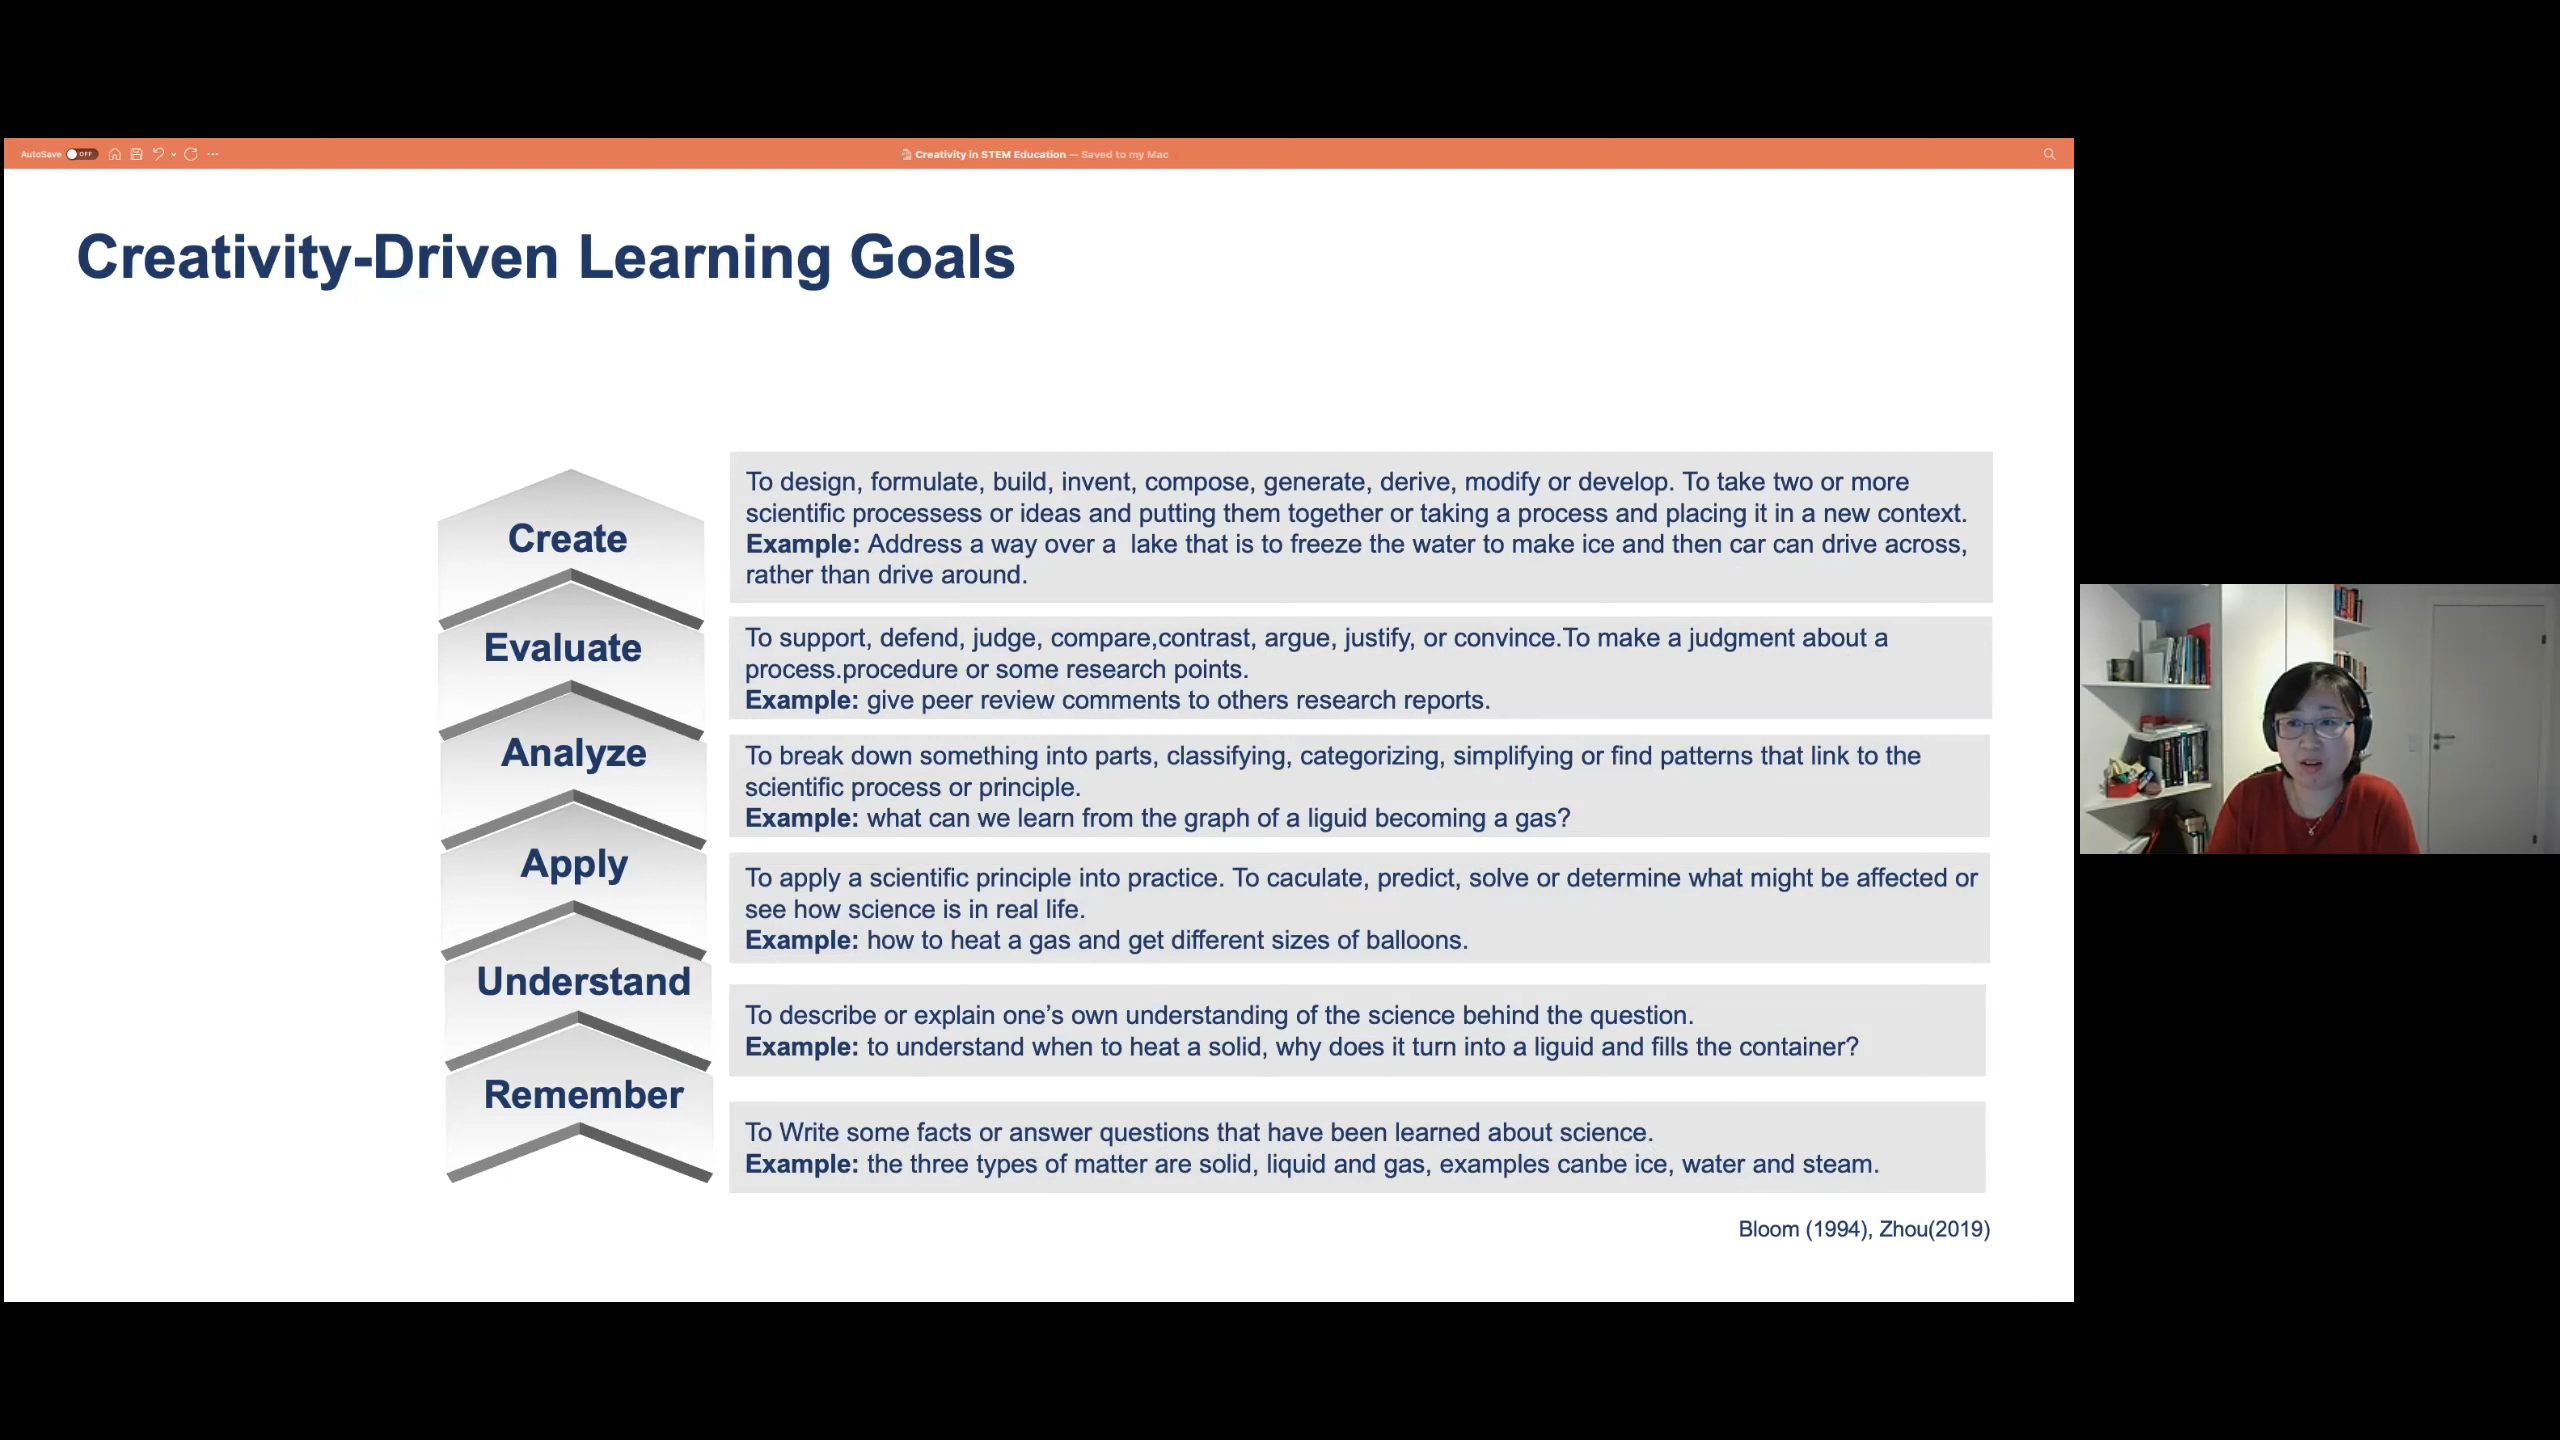 AutoSave OFF
Creativity in STEM Education — Saved to my Mac
Creativity-Driven Learning Goals
Create
To design, formulate, build, invent, compose, generate, derive, modify or develop. To take two or more
scientific processess or ideas and putting them together or taking a process and placing it in a new context.
Example: Address a way over a lake that is to freeze the water to make ice and then car can drive across,
rather than drive around.
Evaluate
To support, defend, judge, compare,contrast, argue, justify, or convince.To make a judgment about a
process.procedure or some research points.
Example: give peer review comments to others research reports.
Analyze
To break down something into parts, classifying, categorizing, simplifying or find patterns that link to the
scientific process or principle.
Example: what can we learn from the graph of a liguid becoming a gas?
Apply
To apply a scientific principle into practice. To caculate, predict, solve or determine what might be affected or
see how science is in real life.
Example: how to heat a gas and get different sizes of balloons.
Understand
To describe or explain one’s own understanding of the science behind the question.
Example: to understand when to heat a solid, why does it turn into a liguid and fills the container?
Remember
To Write some facts or answer questions that have been learned about science.
Example: the three types of matter are solid, liquid and gas, examples canbe ice, water and steam.
Bloom (1994), Zhou(2019)